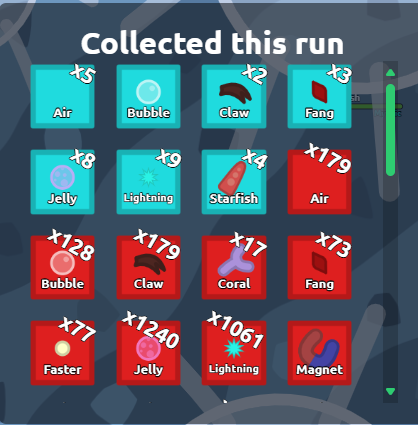 Collected this run
x5
x2
x3
Air
Bubble
Claw
Fang
x8
x9
x4
x179
Jelly
Lightning
Starfish
Air
x128
x179
x17
x73
Bubble
Claw
Coral
Fang
x77
x1240
x1061
Faster
Jelly
Lightning
Magnet